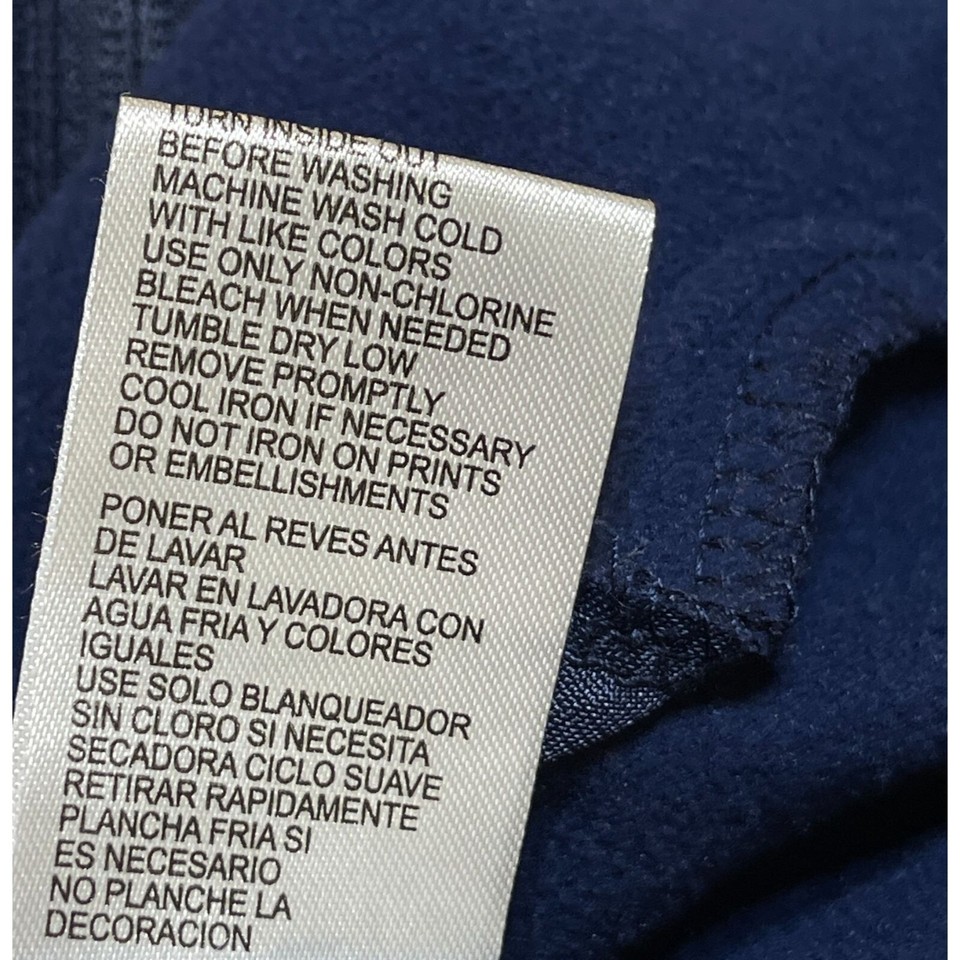 TURN INSIDE OUT
BEFORE WASHING
MACHINE WASH COLD
WITH LIKE COLORS
USE ONLY NON-CHLORINE
BLEACH WHEN NEEDED
TUMBLE DRY LOW
REMOVE PROMPTLY
COOL IRON IF NECESSARY
DO NOT IRON ON PRINTS
OR EMBELLISHMENTS
PONER AL REVES ANTES
DE LAVAR
LAVAR EN LAVADORA CON
AGUA FRIA Y COLORES
IGUALES
USE SOLO BLANQUEADOR
SIN CLORO SI NECESITA
SECADORA CICLO SUAVE
RETIRAR RAPIDAMENTE
PLANCHA FRIA SI
ES NECESARIO
NO PLANCHE LA
DECORACION